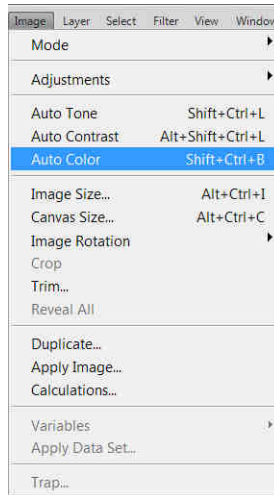 Image Layer Select Filter View Window
Mode
Adjustments
Auto Tone Shift+Ctrl+L
Auto Contrast Alt+Shift+Ctrl+L
Auto Color Shift+Ctrl+B
Image Size... Alt+Ctrl+I
Canvas Size... Alt+Ctrl+C
Image Rotation
Crop
Trim...
Reveal All
Duplicate...
Apply Image...
Calculations...
Variables
Apply Data Set...
Trap...